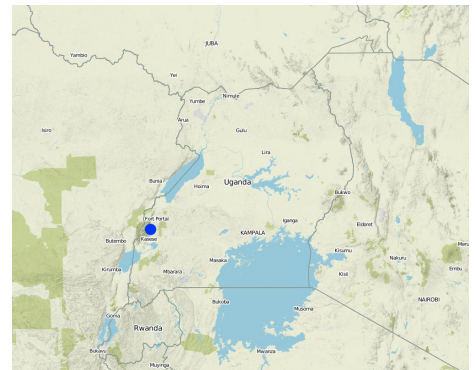 JUBA
Yambio
Yei
Nimule
Yumbe
Arua
Isiro
Gulu
Lira
Bunia
Hoima
Uganda
Bukwo
Fort Portal
Iganga
Eldoret
KAMPALA
Kasese
Butembo
Kisumu
Meru
Masaka
Nakuru
Kirumba
Mbarara
Embu
Kisii
Bukoba
NAIROBI
Musoma
Goma
Rwanda
Bukavu
Mwanza
Muyinga